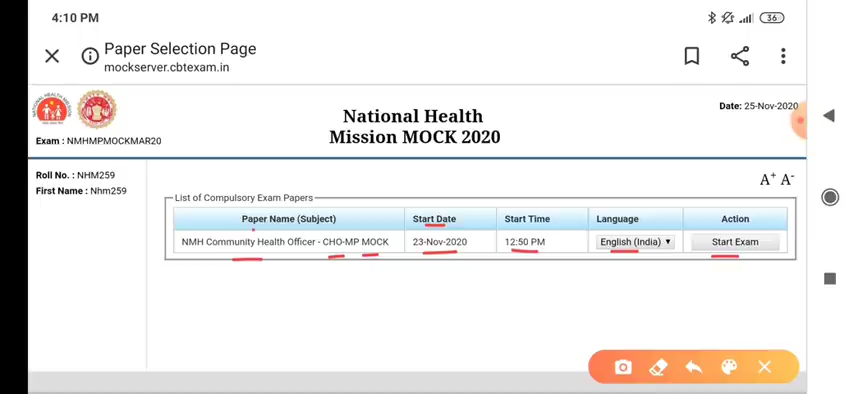 4:10 PM
36
Paper Selection Page
mockserver.cbtexam.in
National Health
Mission MOCK 2020
Date: 25-Nov-2020
Exam : NMHMPMOCKMAR20
Roll No. : NHM259
First Name : Nhm259
A+ A-
List of Compulsory Exam Papers
Paper Name (Subject) Start Date Start Time Language Action
NMH Community Health Officer - CHO-MP MOCK 23-Nov-2020 12:50 PM English (India) Start Exam